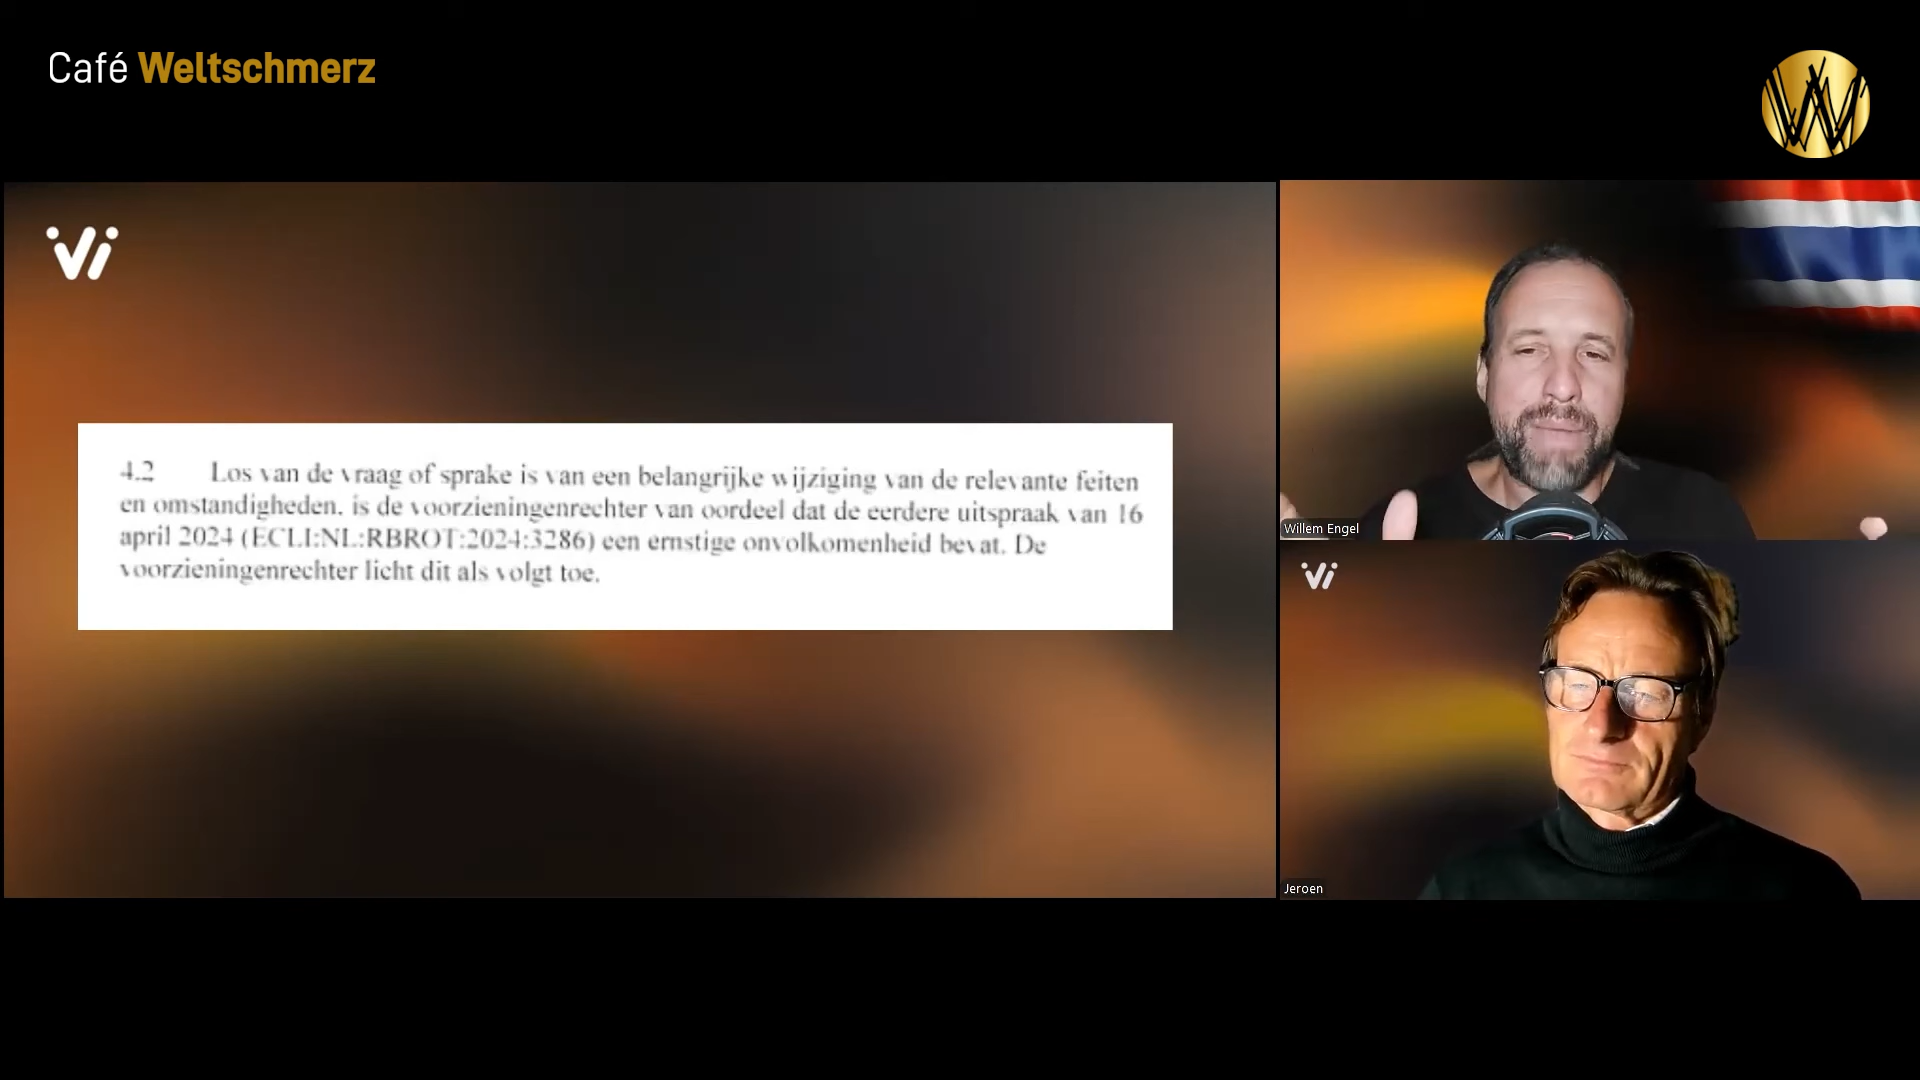 Café Weltschmerz
4.2 Los van de vraag of sprake is van een belangrijke wijziging van de relevante feiten
en omstandigheden, is de voorzieningenrechter van oordeel dat de eerdere uitspraak van 16
april 2024 (ECLI:NL:RBROT:2024:3286) een ernstige onvolkomenheid bevat. De
voorzieningenrechter licht dit als volgt toe.
Willem Engel
Jeroen